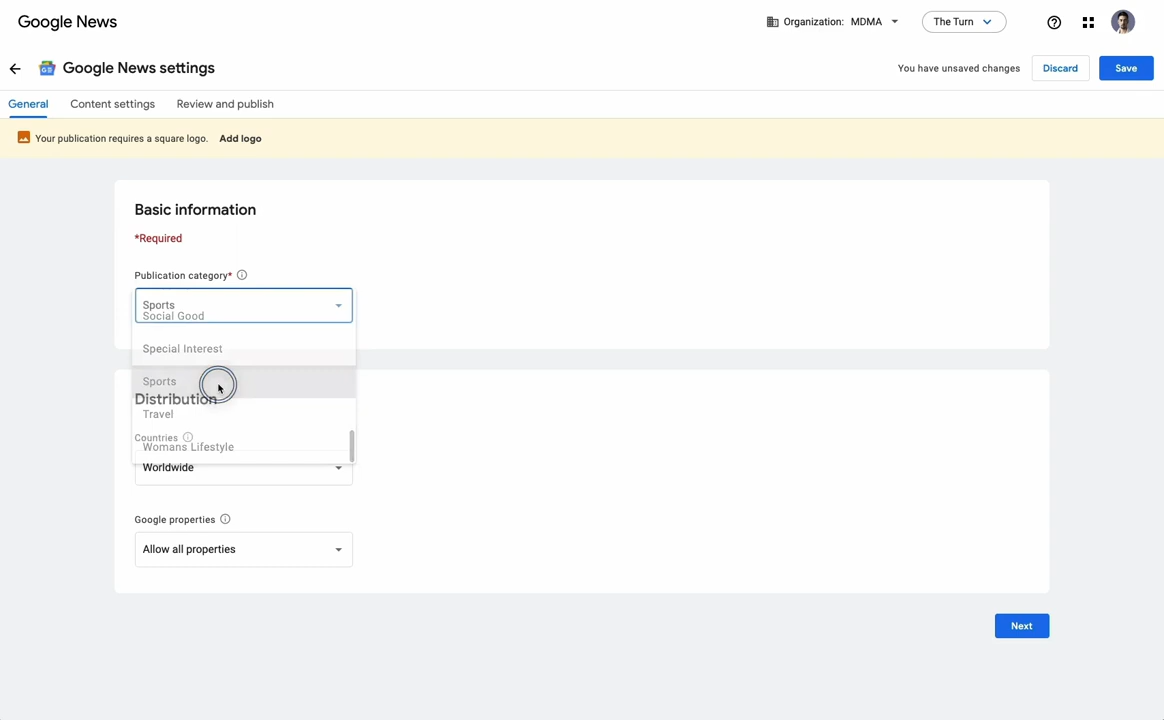 Google News
Organization: MDMA
The Turn
Google News settings
You have unsaved changes
Discard
Save
General
Content settings
Review and publish
Your publication requires a square logo. Add logo
Basic information
*Required
Publication category*
Sports
Social Good
Special Interest
Sports
Distribution
Travel
Countries
Womans Lifestyle
Worldwide
Google properties
Allow all properties
Next